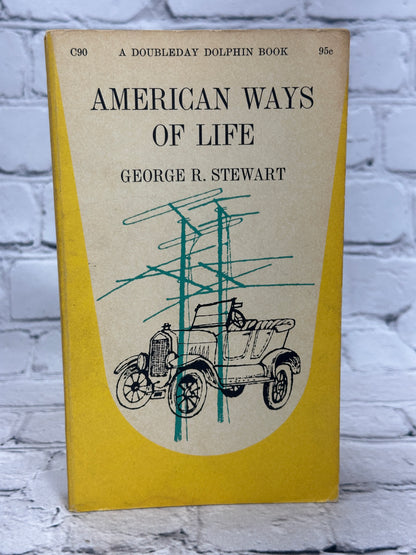 C90 A DOUBLEDAY DOLPHIN BOOK 95c
AMERICAN WAYS
OF LIFE
GEORGE R. STEWART